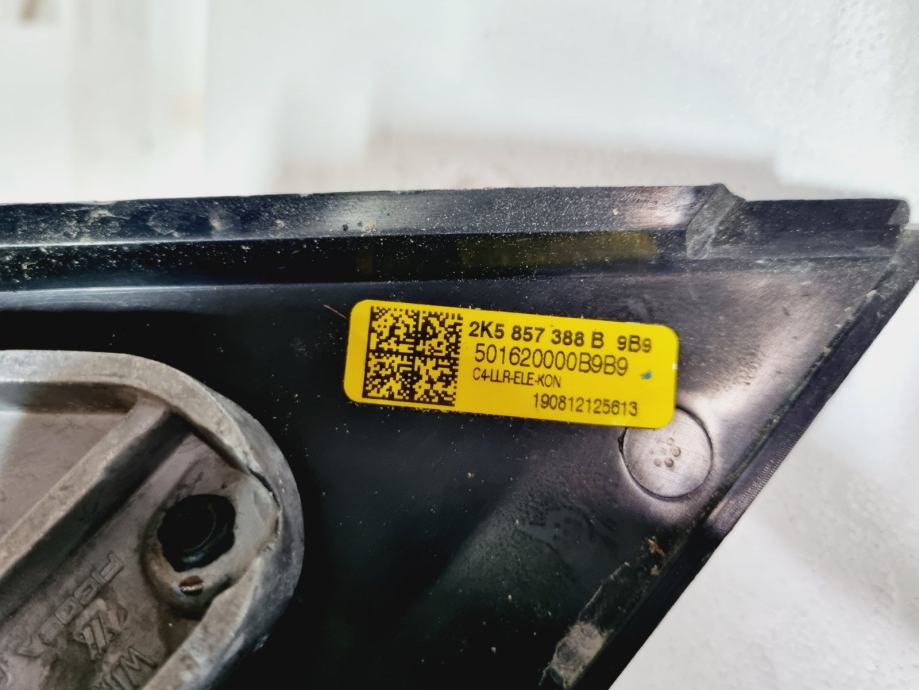 2K5 857 388 B 9B9
501620000B9B9
C4-LLR-ELE-KON
190812125613